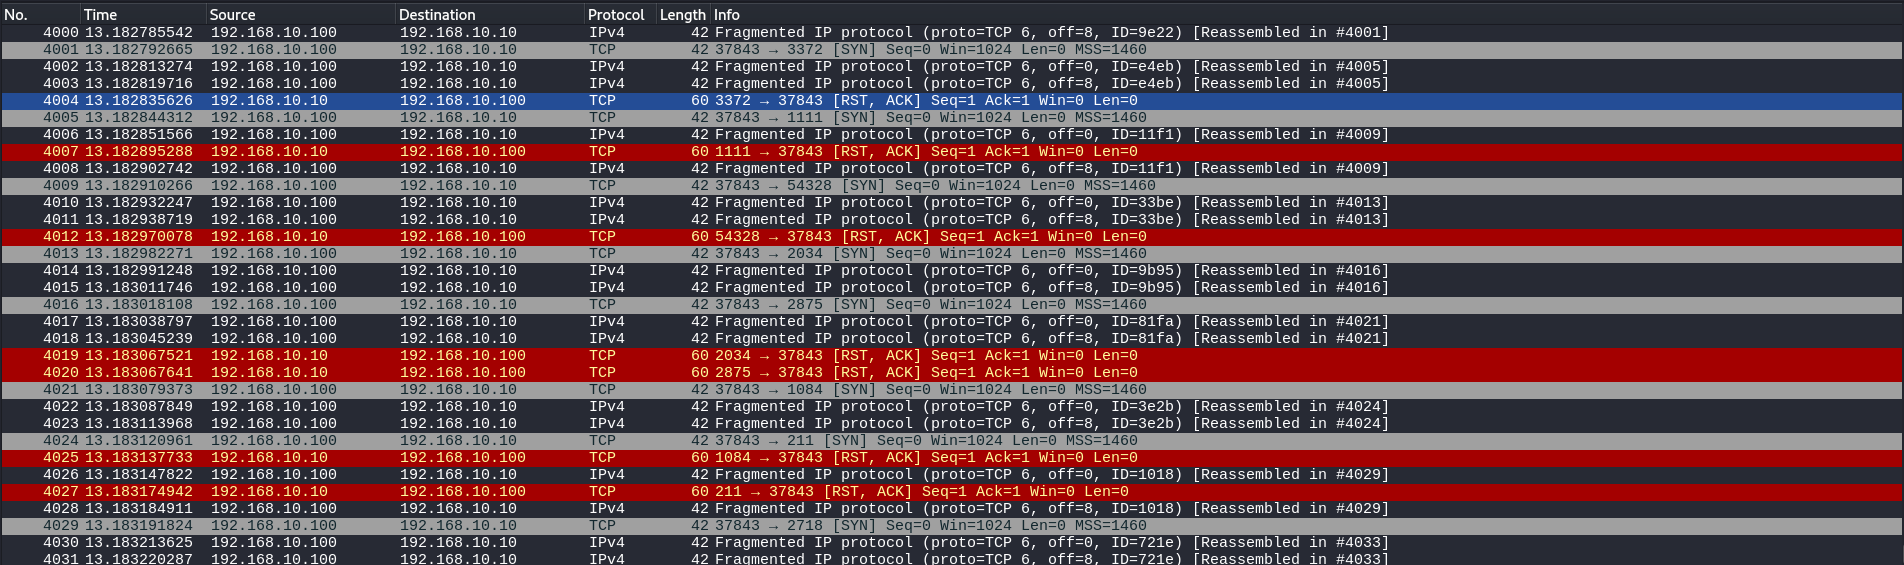 No. Time Source Destination Protocol Length Info
4000 13.182785542 192.168.10.100 192.168.10.10 IPv4 42 Fragmented IP protocol (proto=TCP 6, off=8, ID=9e22) [Reassembled in #4001]
4001 13.182792665 192.168.10.100 192.168.10.10 TCP 42 37843 → 3372 [SYN] Seq=0 Win=1024 Len=0 MSS=1460
4002 13.182813274 192.168.10.100 192.168.10.10 IPv4 42 Fragmented IP protocol (proto=TCP 6, off=0, ID=e4eb) [Reassembled in #4005]
4003 13.182819716 192.168.10.100 192.168.10.10 IPv4 42 Fragmented IP protocol (proto=TCP 6, off=8, ID=e4eb) [Reassembled in #4005]
4004 13.182835626 192.168.10.10 192.168.10.100 TCP 60 3372 → 37843 [RST, ACK] Seq=1 Ack=1 Win=0 Len=0
4005 13.182844312 192.168.10.100 192.168.10.10 TCP 42 37843 → 1111 [SYN] Seq=0 Win=1024 Len=0 MSS=1460
4006 13.182851566 192.168.10.100 192.168.10.10 IPv4 42 Fragmented IP protocol (proto=TCP 6, off=0, ID=11f1) [Reassembled in #4009]
4007 13.182895288 192.168.10.10 192.168.10.100 TCP 60 1111 → 37843 [RST, ACK] Seq=1 Ack=1 Win=0 Len=0
4008 13.182902742 192.168.10.100 192.168.10.10 IPv4 42 Fragmented IP protocol (proto=TCP 6, off=8, ID=11f1) [Reassembled in #4009]
4009 13.182910266 192.168.10.100 192.168.10.10 TCP 42 37843 → 54328 [SYN] Seq=0 Win=1024 Len=0 MSS=1460
4010 13.182932247 192.168.10.100 192.168.10.10 IPv4 42 Fragmented IP protocol (proto=TCP 6, off=0, ID=33be) [Reassembled in #4013]
4011 13.182938719 192.168.10.100 192.168.10.10 IPv4 42 Fragmented IP protocol (proto=TCP 6, off=8, ID=33be) [Reassembled in #4013]
4012 13.182970078 192.168.10.10 192.168.10.100 TCP 60 54328 → 37843 [RST, ACK] Seq=1 Ack=1 Win=0 Len=0
4013 13.182982271 192.168.10.100 192.168.10.10 TCP 42 37843 → 2034 [SYN] Seq=0 Win=1024 Len=0 MSS=1460
4014 13.182991248 192.168.10.100 192.168.10.10 IPv4 42 Fragmented IP protocol (proto=TCP 6, off=0, ID=9b95) [Reassembled in #4016]
4015 13.183011746 192.168.10.100 192.168.10.10 IPv4 42 Fragmented IP protocol (proto=TCP 6, off=8, ID=9b95) [Reassembled in #4016]
4016 13.183018108 192.168.10.100 192.168.10.10 TCP 42 37843 → 2875 [SYN] Seq=0 Win=1024 Len=0 MSS=1460
4017 13.183038797 192.168.10.100 192.168.10.10 IPv4 42 Fragmented IP protocol (proto=TCP 6, off=0, ID=81fa) [Reassembled in #4021]
4018 13.183045239 192.168.10.100 192.168.10.10 IPv4 42 Fragmented IP protocol (proto=TCP 6, off=8, ID=81fa) [Reassembled in #4021]
4019 13.183067521 192.168.10.10 192.168.10.100 TCP 60 2034 → 37843 [RST, ACK] Seq=1 Ack=1 Win=0 Len=0
4020 13.183067641 192.168.10.10 192.168.10.100 TCP 60 2875 → 37843 [RST, ACK] Seq=1 Ack=1 Win=0 Len=0
4021 13.183079373 192.168.10.100 192.168.10.10 TCP 42 37843 → 1084 [SYN] Seq=0 Win=1024 Len=0 MSS=1460
4022 13.183087849 192.168.10.100 192.168.10.10 IPv4 42 Fragmented IP protocol (proto=TCP 6, off=0, ID=3e2b) [Reassembled in #4024]
4023 13.183113968 192.168.10.100 192.168.10.10 IPv4 42 Fragmented IP protocol (proto=TCP 6, off=8, ID=3e2b) [Reassembled in #4024]
4024 13.183120961 192.168.10.100 192.168.10.10 TCP 42 37843 → 211 [SYN] Seq=0 Win=1024 Len=0 MSS=1460
4025 13.183137733 192.168.10.10 192.168.10.100 TCP 60 1084 → 37843 [RST, ACK] Seq=1 Ack=1 Win=0 Len=0
4026 13.183147822 192.168.10.100 192.168.10.10 IPv4 42 Fragmented IP protocol (proto=TCP 6, off=0, ID=1018) [Reassembled in #4029]
4027 13.183174942 192.168.10.10 192.168.10.100 TCP 60 211 → 37843 [RST, ACK] Seq=1 Ack=1 Win=0 Len=0
4028 13.183184911 192.168.10.100 192.168.10.10 IPv4 42 Fragmented IP protocol (proto=TCP 6, off=8, ID=1018) [Reassembled in #4029]
4029 13.183191824 192.168.10.100 192.168.10.10 TCP 42 37843 → 2718 [SYN] Seq=0 Win=1024 Len=0 MSS=1460
4030 13.183213625 192.168.10.100 192.168.10.10 IPv4 42 Fragmented IP protocol (proto=TCP 6, off=0, ID=721e) [Reassembled in #4033]
4031 13.183220287 192.168.10.100 192.168.10.10 IPv4 42 Fragmented IP protocol (proto=TCP 6, off=8, ID=721e) [Reassembled in #4033]